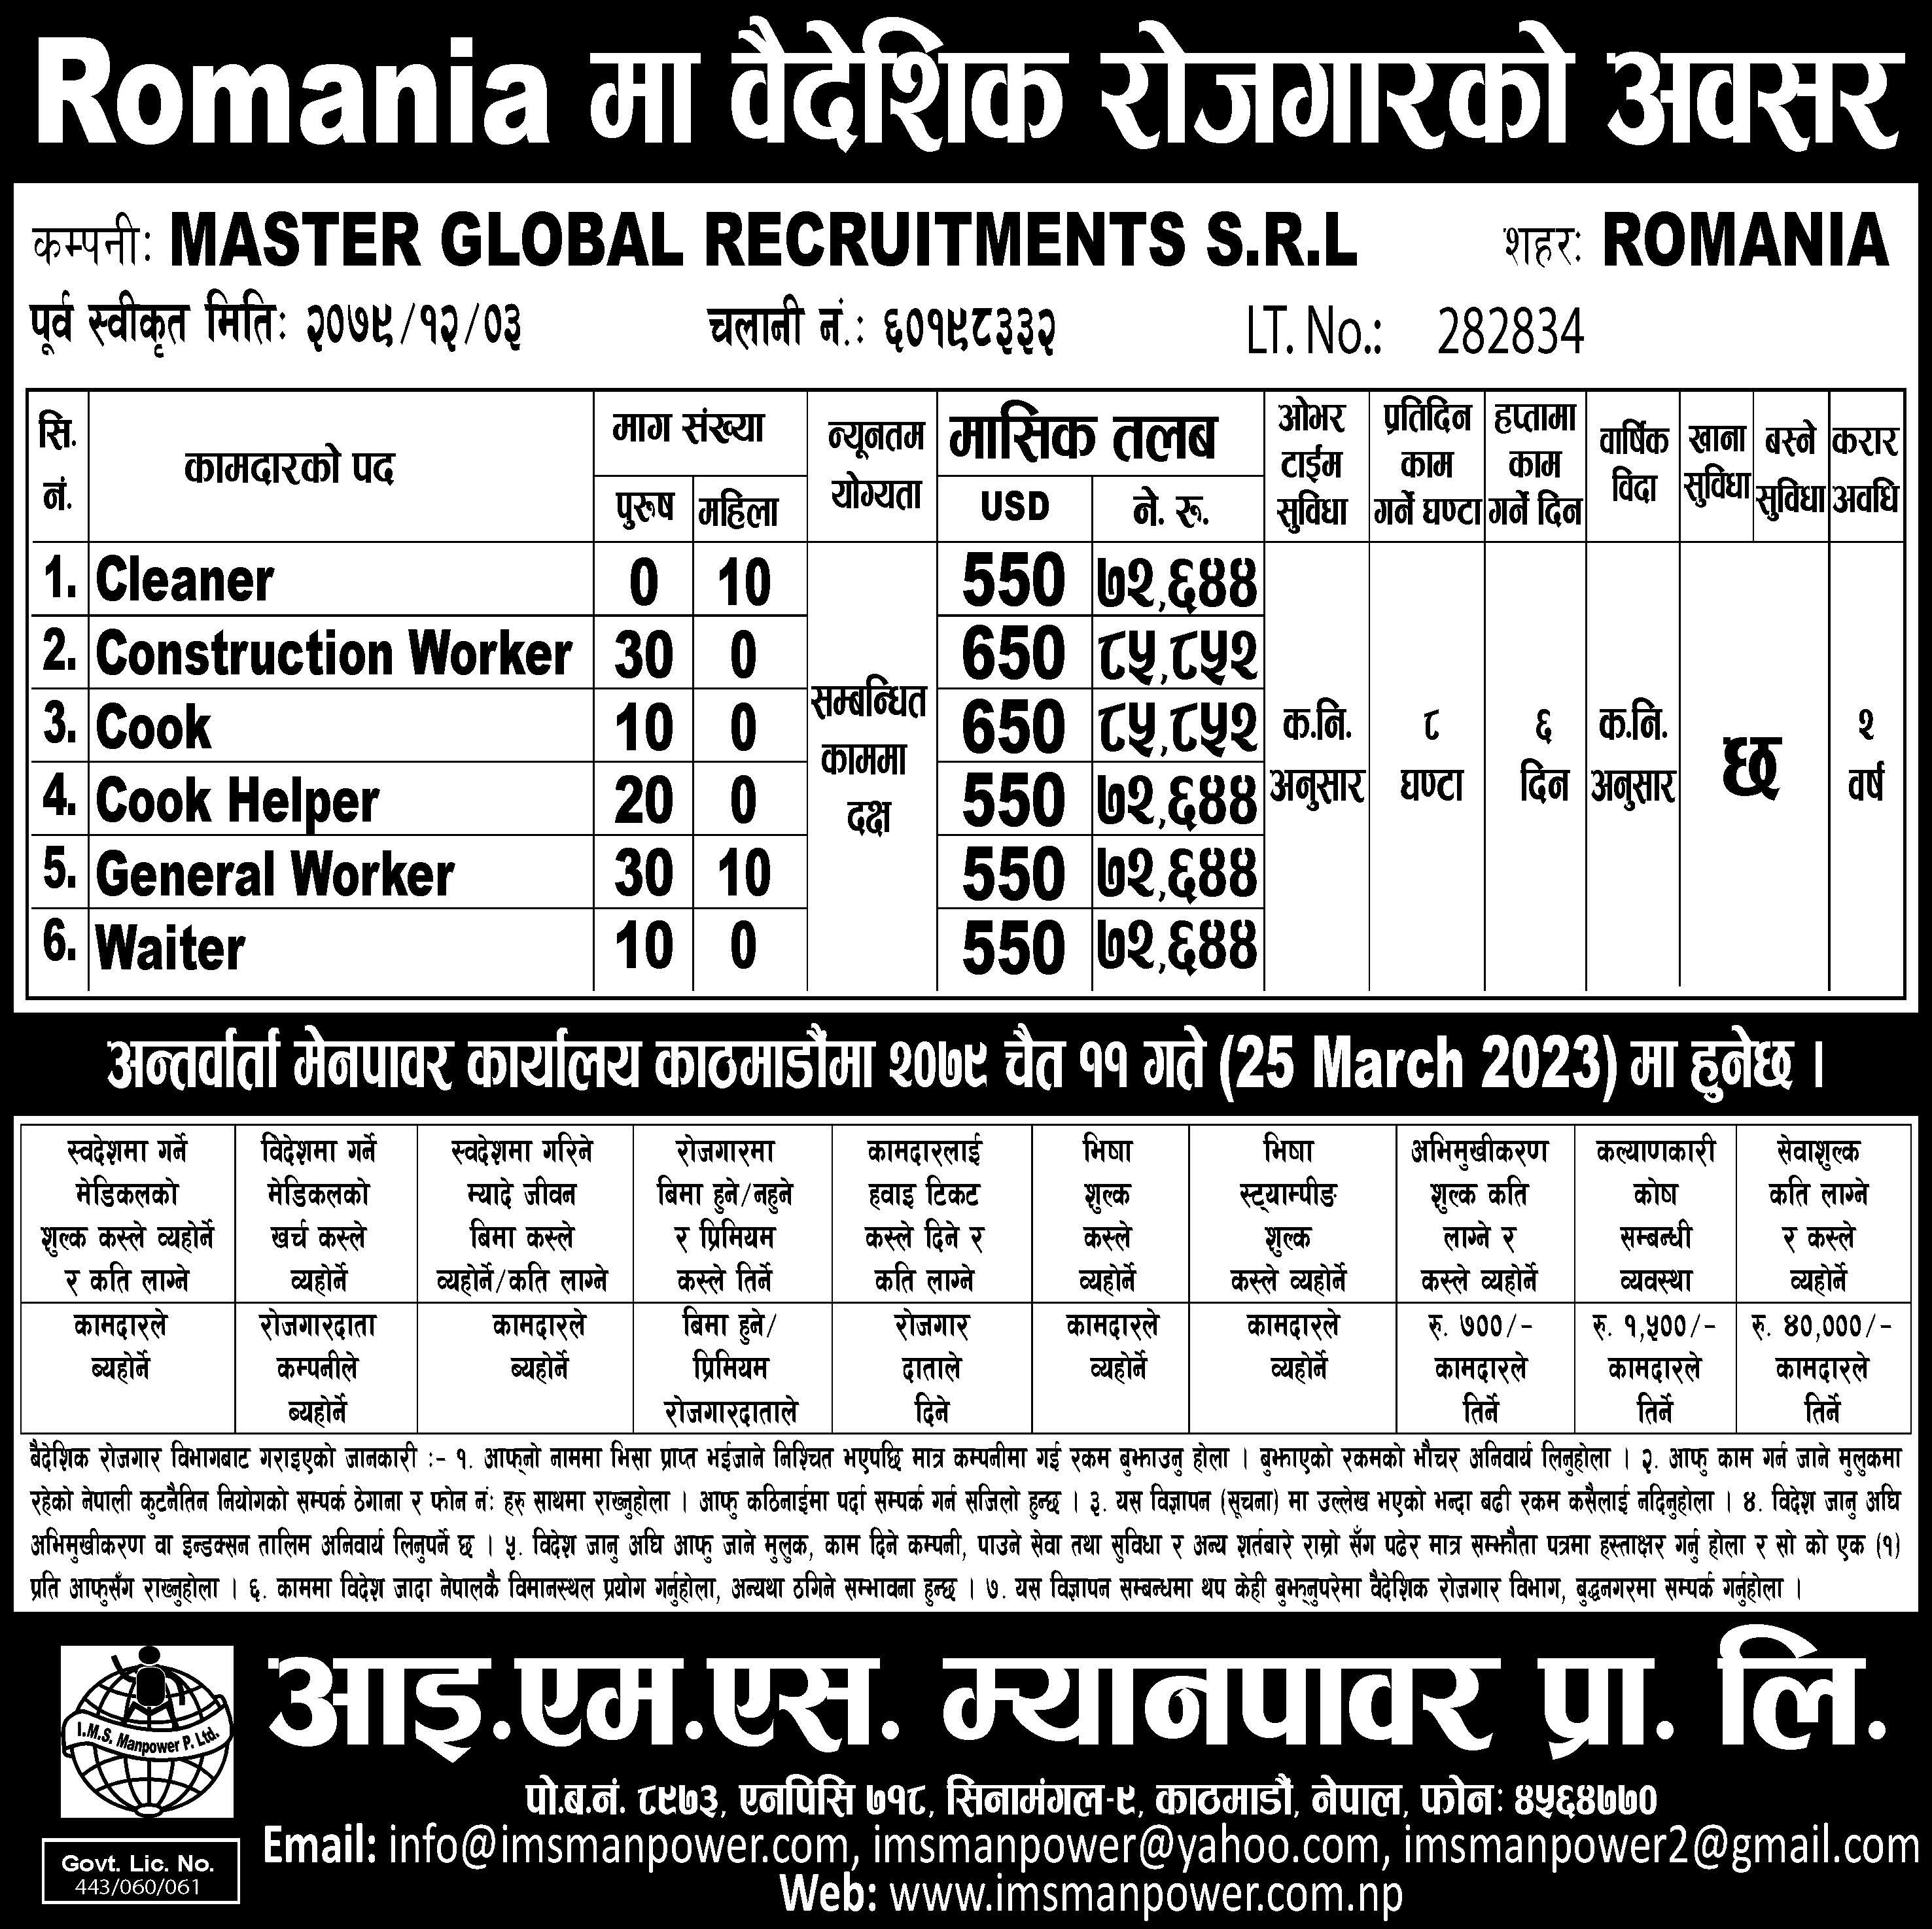 Romania मा वैदेशिक रोजगारको अवसर
कम्पनी: MASTER GLOBAL RECRUITMENTS S.R.L शहर: ROMANIA
पूर्व स्वीकृत मिति: २०७९/१२/०३ चलानी नं.: ६०१९८३३२ LT. No.: 282834
सि. नं. कामदारको पद माग संख्या न्यूनतम योग्यता मासिक तलब ओभर टाईम सुविधा प्रतिदिन काम गर्ने घण्टा हप्तामा काम गर्ने दिन वार्षिक विदा खाना सुविधा बस्ने सुविधा करार अवधि
पुरुष महिला USD ने. रू.
1. Cleaner 0 10 550 ७२,६४४
2. Construction Worker 30 0 650 ८५,८५२
3. Cook 10 0 650 ८५,८५२
4. Cook Helper 20 0 550 ७२,६४४
5. General Worker 30 10 550 ७२,६४४
6. Waiter 10 0 550 ७२,६४४
सम्बन्धित काममा दक्ष क.नि. अनुसार ८ घण्टा ६ दिन क.नि. अनुसार छ २ वर्ष
अन्तर्वार्ता मेनपावर कार्यालय काठमाडौंमा २०७९ चैत ११ गते (25 March 2023) मा हुनेछ ।
स्वदेशमा गर्ने मेडिकलको शुल्क कस्ले व्यहोर्ने र कति लाग्ने
विदेशमा गर्ने मेडिकलको खर्च कस्ले व्यहोर्ने
स्वदेशमा गरिने म्यादे जीवन बिमा कस्ले व्यहोर्ने/कति लाग्ने
रोजगारमा बिमा हुने/नहुने र प्रिमियम कस्ले तिर्ने
कामदारलाई हवाइ टिकट कस्ले दिने र कति लाग्ने
भिषा शुल्क कस्ले व्यहोर्ने
भिषा स्ट्याम्पीङ शुल्क कस्ले व्यहोर्ने
अभिमुखीकरण शुल्क कति लाग्ने र कस्ले व्यहोर्ने
कल्याणकारी कोष सम्बन्धी व्यवस्था
सेवाशुल्क कति लाग्ने र कस्ले व्यहोर्ने
कामदारले ब्यहोर्ने
रोजगारदाता कम्पनीले ब्यहोर्ने
कामदारले ब्यहोर्ने
बिमा हुने/ प्रिमियम रोजगारदाताले
रोजगार दाताले दिने
कामदारले व्यहोर्ने
कामदारले व्यहोर्ने
रु. ७००/- कामदारले तिर्ने
रु. १,५००/- कामदारले तिर्ने
रु. ४०,०००/- कामदारले तिर्ने
बैदेशिक रोजगार विभागबाट गराइएको जानकारी :- १. आफ्नो नाममा भिसा प्राप्त भईजाने निश्चित भएपछि मात्र कम्पनीमा गई रकम बुझाउनु होला । बुझाएको रकमको भौचर अनिवार्य लिनुहोला । २. आफु काम गर्न जाने मुलुकमा
रहेको नेपाली कुटनैतिन नियोगको सम्पर्क ठेगाना र फोन नं: हरु साथमा राख्नुहोला । आफु कठिनाईमा पर्दा सम्पर्क गर्न सजिलो हुन्छ । ३. यस विज्ञापन (सूचना) मा उल्लेख भएको भन्दा बढी रकम कसैलाई नदिनुहोला । ४. विदेश जानु अघि
अभिमुखीकरण वा इन्डक्सन तालिम अनिवार्य लिनुपर्ने छ । ५. विदेश जानु अघि आफु जाने मुलुक, काम दिने कम्पनी, पाउने सेवा तथा सुविधा र अन्य शर्तबारे राम्रो सँग पढेर मात्र सम्झौता पत्रमा हस्ताक्षर गर्नु होला र सो को एक (१)
प्रति आफुसँग राख्नुहोला । ६. काममा विदेश जादा नेपालकै विमानस्थल प्रयोग गर्नुहोला, अन्यथा ठगिने सम्भावना हुन्छ । ७. यस विज्ञापन सम्बन्धमा थप केही बुझ्नुपरेमा वैदेशिक रोजगार विभाग, बुद्धनगरमा सम्पर्क गर्नुहोला ।
I.M.S. Manpower P. Ltd.
आइ.एम.एस. म्यानपावर प्रा. लि.
पो.ब.नं. ८९७३, एनपिसि ७१८, सिनामंगल-९, काठमाडौं, नेपाल, फोन: ४५६४७७०
Email: info@imsmanpower.com, imsmanpower@yahoo.com, imsmanpower2@gmail.com
Govt. Lic. No.
443/060/061
Web: www.imsmanpower.com.np